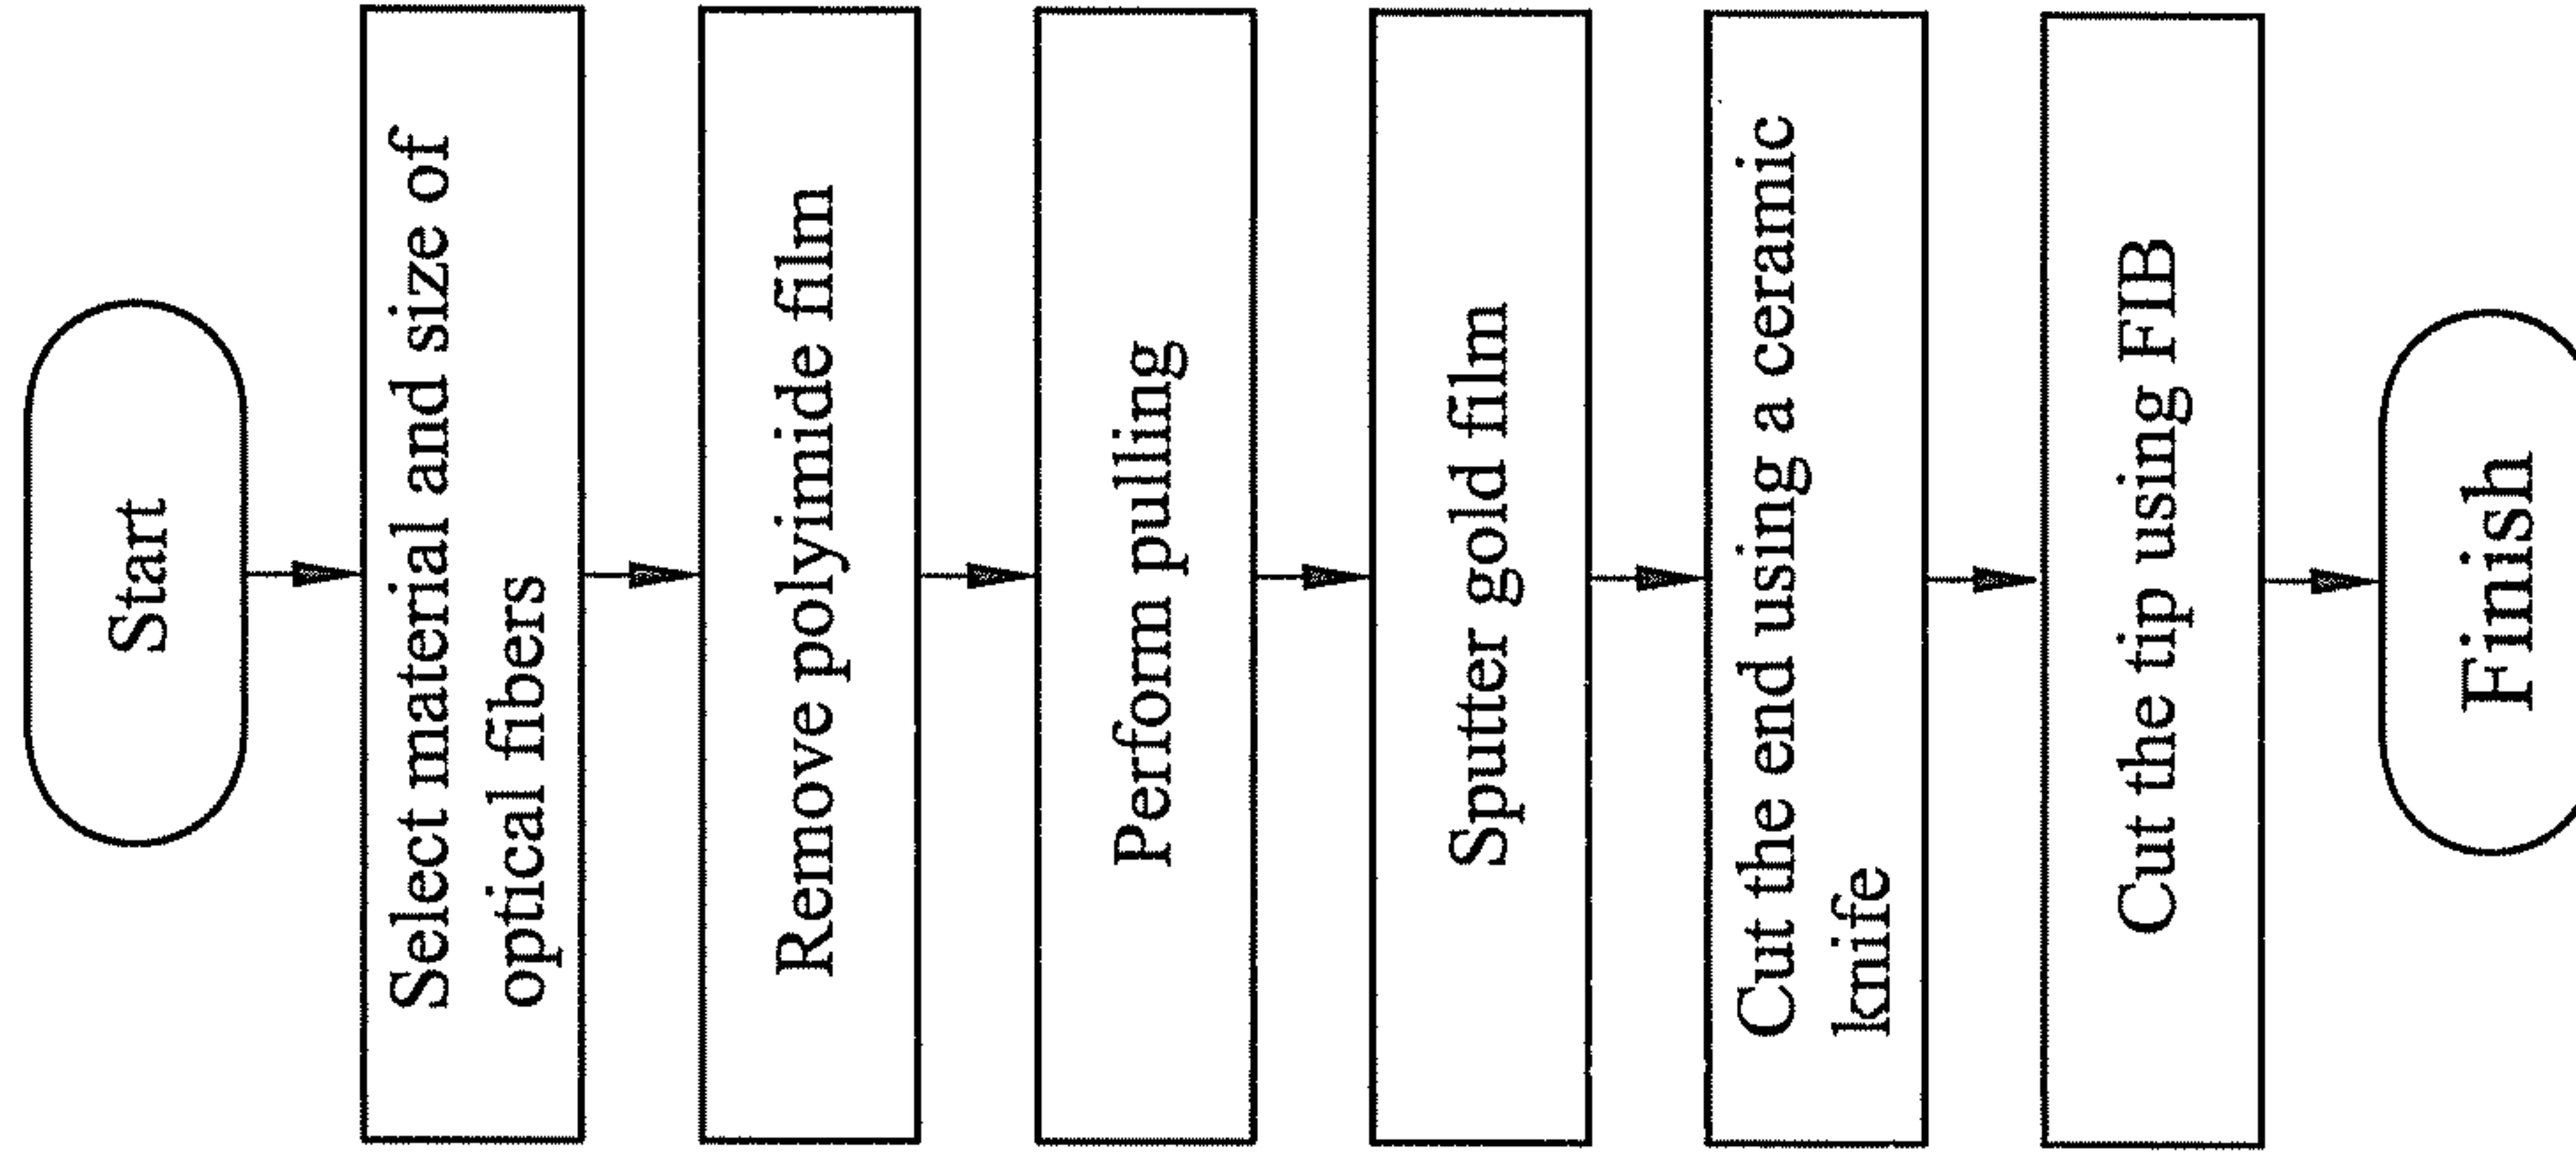 Start
Select material and size of
optical fibers
Remove polyimide film
Perform pulling
Sputter gold film
Cut the end using a ceramic
knife
Cut the tip using FIB
Finish